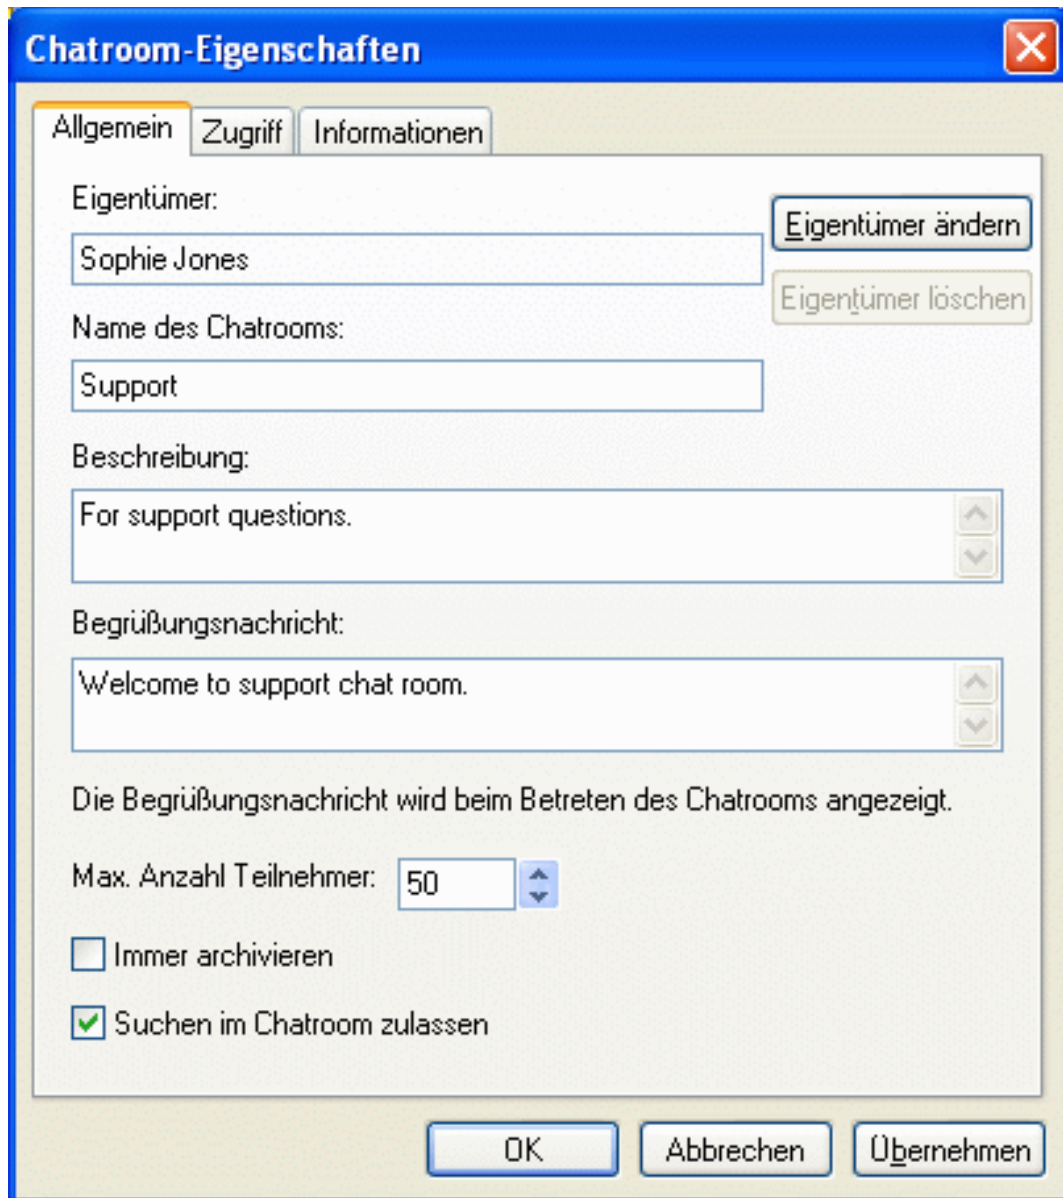 Chatroom-Eigenschaften
Allgemein Zugriff Informationen
Eigentümer:
Eigentümer ändern
Sophie Jones
Eigentümer löschen
Name des Chatrooms:
Support
Beschreibung:
For support questions.
Begrüßungsnachricht:
Welcome to support chat room.
Die Begrüßungsnachricht wird beim Betreten des Chatrooms angezeigt.
Max. Anzahl Teilnehmer: 50
Immer archivieren
Suchen im Chatroom zulassen
OK Abbrechen Übernehmen